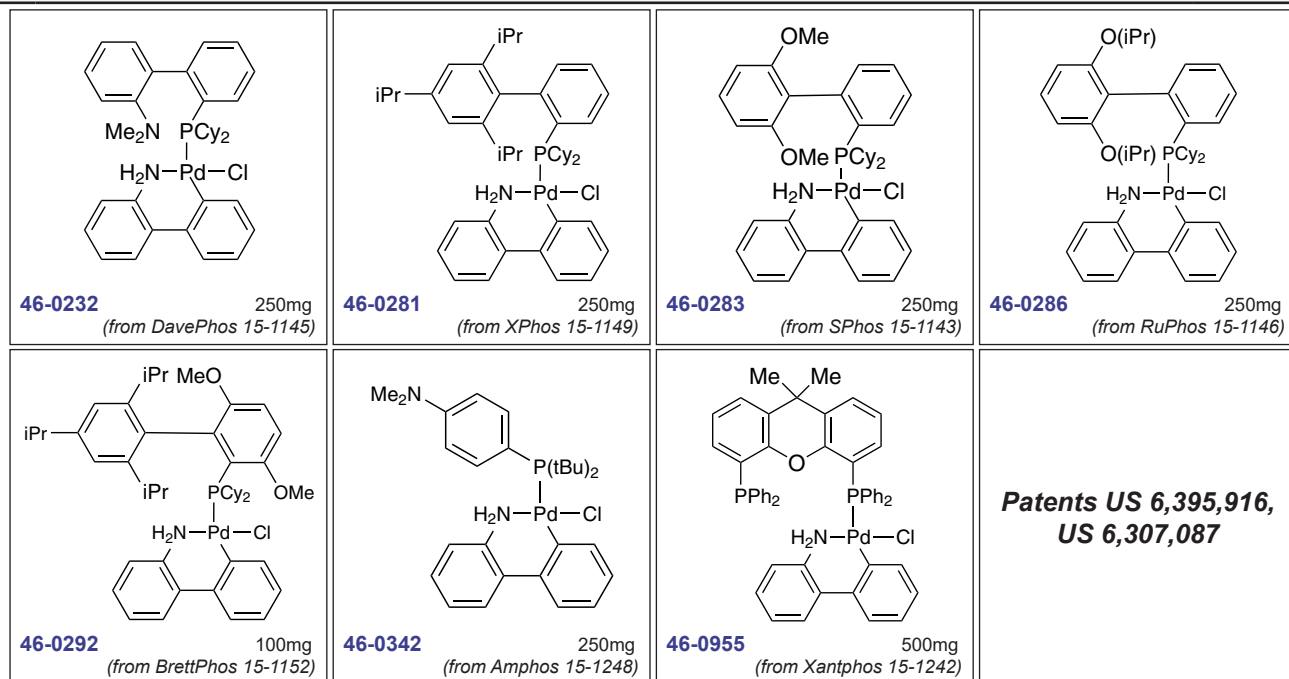 Me₂N
PCy₂
H₂N
Pd
Cl
46-0232 250mg
(from DavePhos 15-1145)
iPr
iPr
iPr
PCy₂
H₂N
Pd
Cl
46-0281 250mg
(from XPhos 15-1149)
OMe
OMe
PCy₂
H₂N
Pd
Cl
46-0283 250mg
(from SPhos 15-1143)
O(iPr)
O(iPr)
PCy₂
H₂N
Pd
Cl
46-0286 250mg
(from RuPhos 15-1146)
iPr
MeO
iPr
iPr
OMe
PCy₂
H₂N
Pd
Cl
46-0292 100mg
(from BrettPhos 15-1152)
Me₂N
P(tBu)₂
H₂N
Pd
Cl
46-0342 250mg
(from Amphos 15-1248)
Me Me
O
PPh₂ PPh₂
H₂N
Pd
Cl
46-0955 500mg
(from Xantphos 15-1242)
Patents US 6,395,916,
US 6,307,087